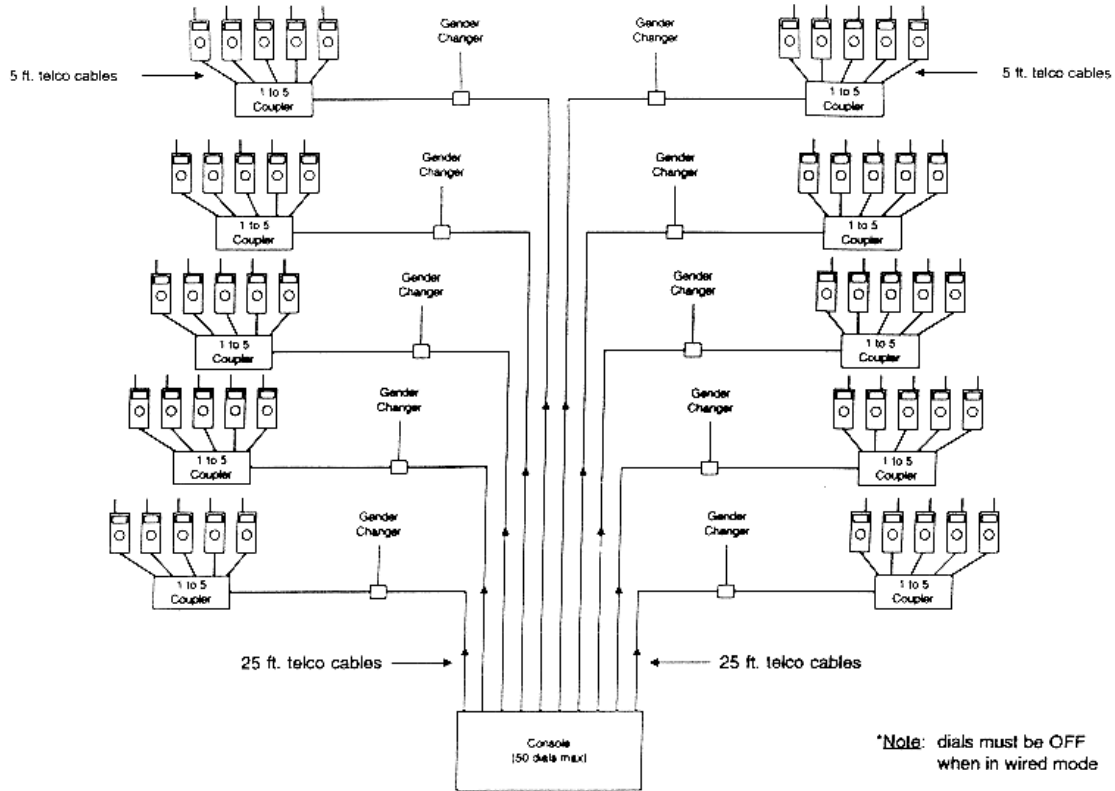 Gender
Changer
Gender
Changer
5 ft. telco cables
5 ft. telco cables
1 to 5
Coupler
1 to 5
Coupler
Gender
Changer
Gender
Changer
1 to 5
Coupler
1 to 5
Coupler
Gender
Changer
Gender
Changer
1 to 5
Coupler
1 to 5
Coupler
Gender
Changer
Gender
Changer
1 to 5
Coupler
1 to 5
Coupler
Gender
Changer
Gender
Changer
1 to 5
Coupler
1 to 5
Coupler
25 ft. telco cables
25 ft. telco cables
Console
(50 dials max)
*Note: dials must be OFF
when in wired mode